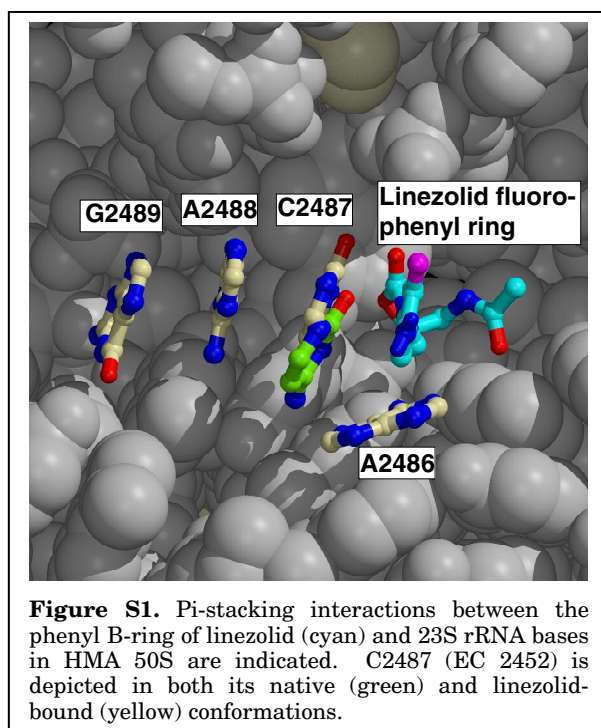 G2489
A2488
C2487
Linezolid fluoro-
phenyl ring
A2486
Figure S1. Pi-stacking interactions between the
phenyl B-ring of linezolid (cyan) and 23S rRNA bases
in HMA 50S are indicated. C2487 (EC 2452) is
depicted in both its native (green) and linezolid-
bound (yellow) conformations.